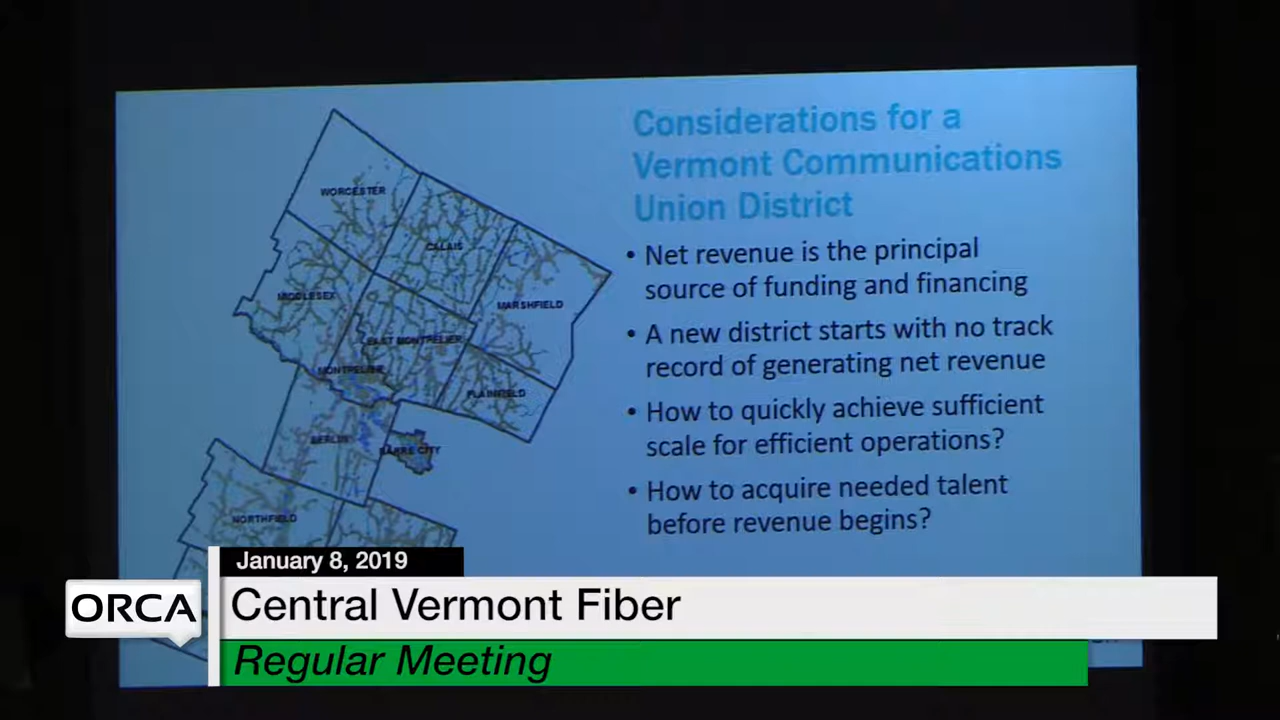 Considerations for a
Vermont Communications
Union District
• Net revenue is the principal
source of funding and financing
• A new district starts with no track
record of generating net revenue
• How to quickly achieve sufficient
scale for efficient operations?
• How to acquire needed talent
before revenue begins?
WORCESTER
CALAIS
MIDDLESEX
MARSHFIELD
EAST MONTPELIER
MONTPELIER
PLAINFIELD
BERLIN
BARRE CITY
NORTHFIELD
January 8, 2019
ORCA
Central Vermont Fiber
Regular Meeting